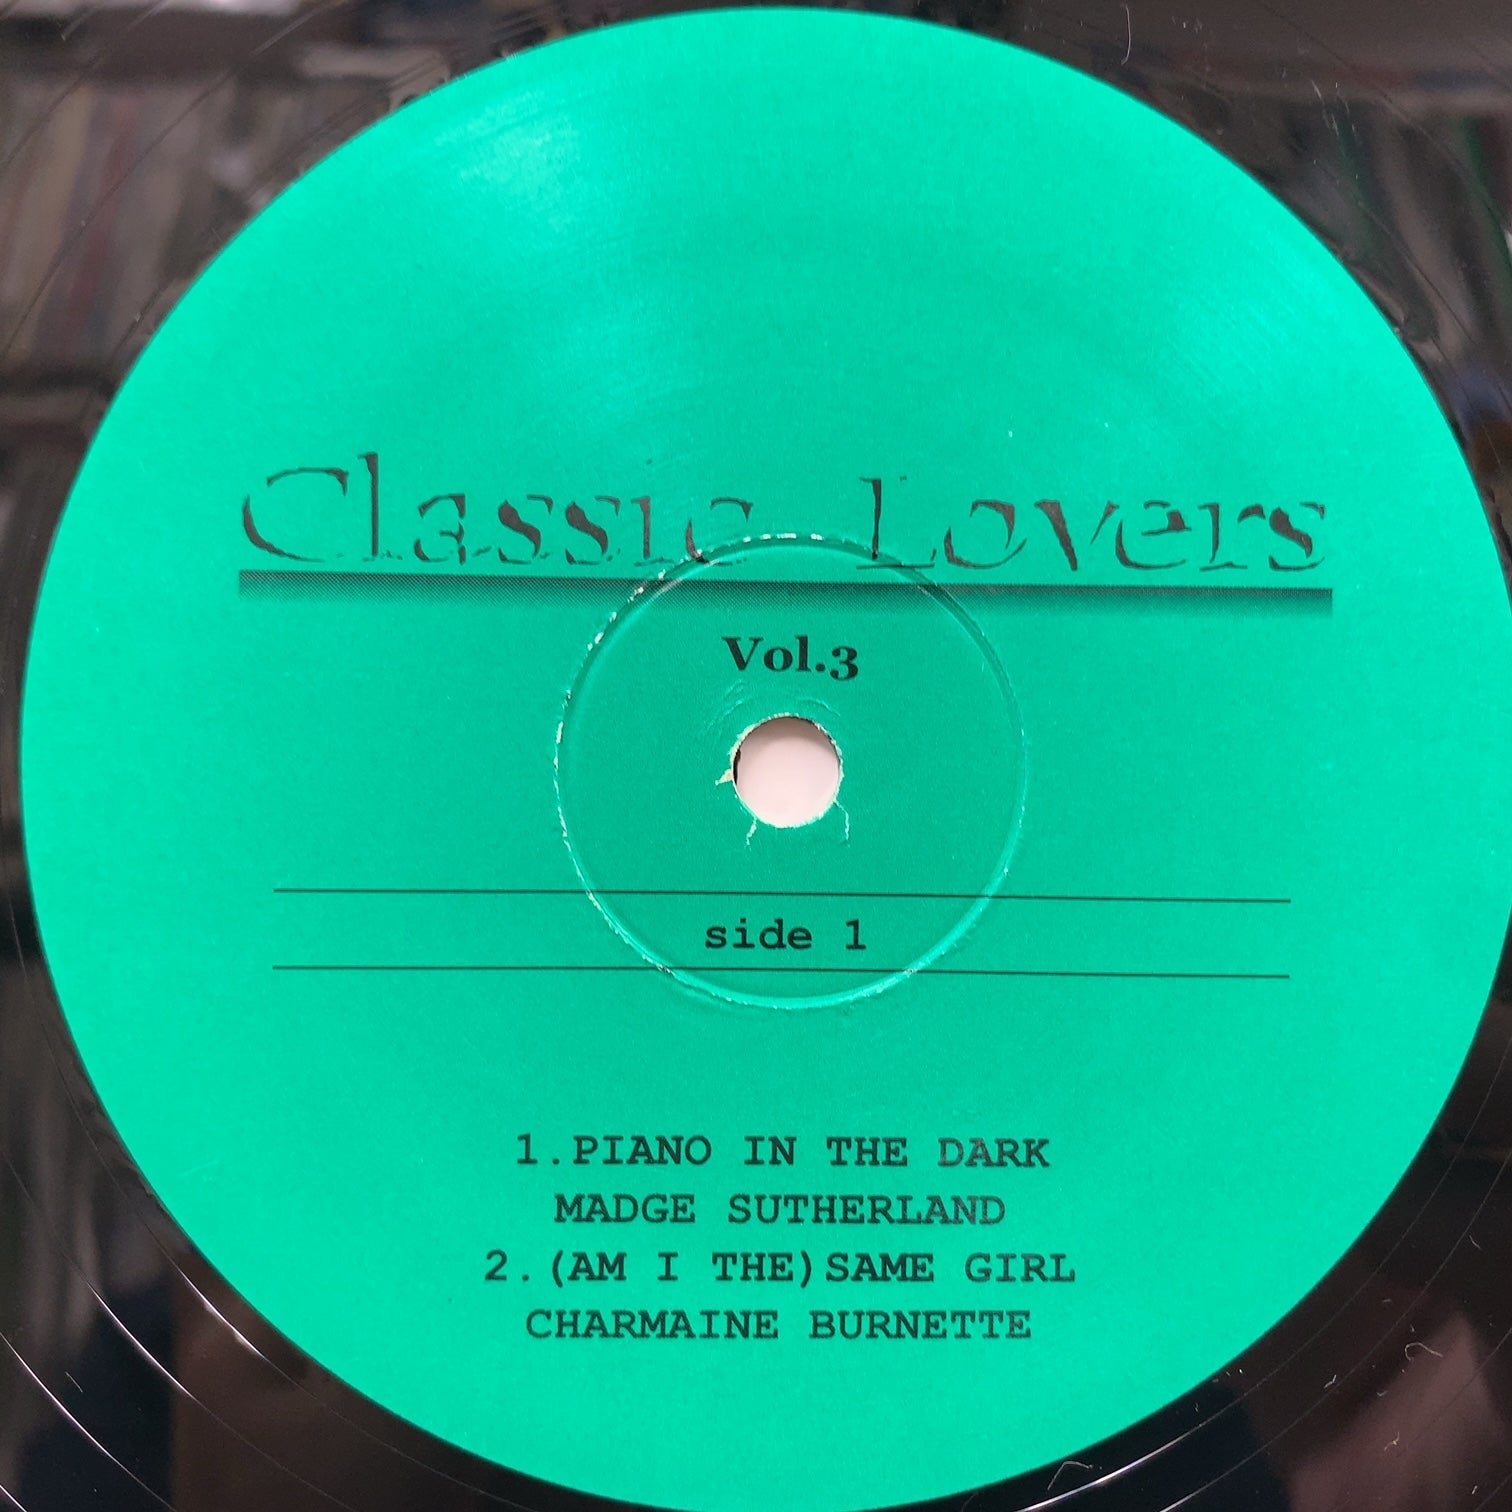 Classic Lovers
Vol.3
side 1
1.PIANO IN THE DARK
MADGE SUTHERLAND
2.(AM I THE)SAME GIRL
CHARMAINE BURNETTE